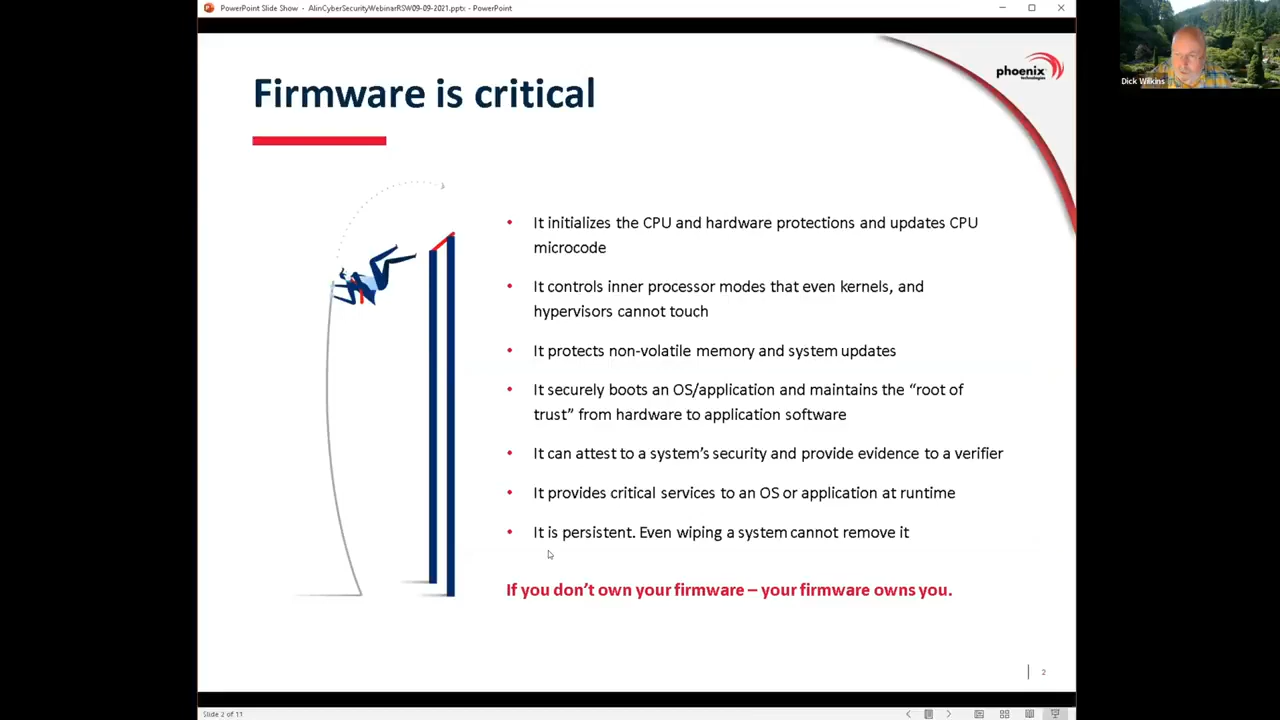 PowerPoint Slide Show - AlinCyberSecurityWebinarRSW09-09-2021.pptx - PowerPoint
Dick Wilkins
phoenix
technologies
Firmware is critical
• It initializes the CPU and hardware protections and updates CPU
microcode
• It controls inner processor modes that even kernels, and
hypervisors cannot touch
• It protects non-volatile memory and system updates
• It securely boots an OS/application and maintains the “root of
trust” from hardware to application software
• It can attest to a system’s security and provide evidence to a verifier
• It provides critical services to an OS or application at runtime
• It is persistent. Even wiping a system cannot remove it
If you don’t own your firmware – your firmware owns you.
2
Slide 2 of 11